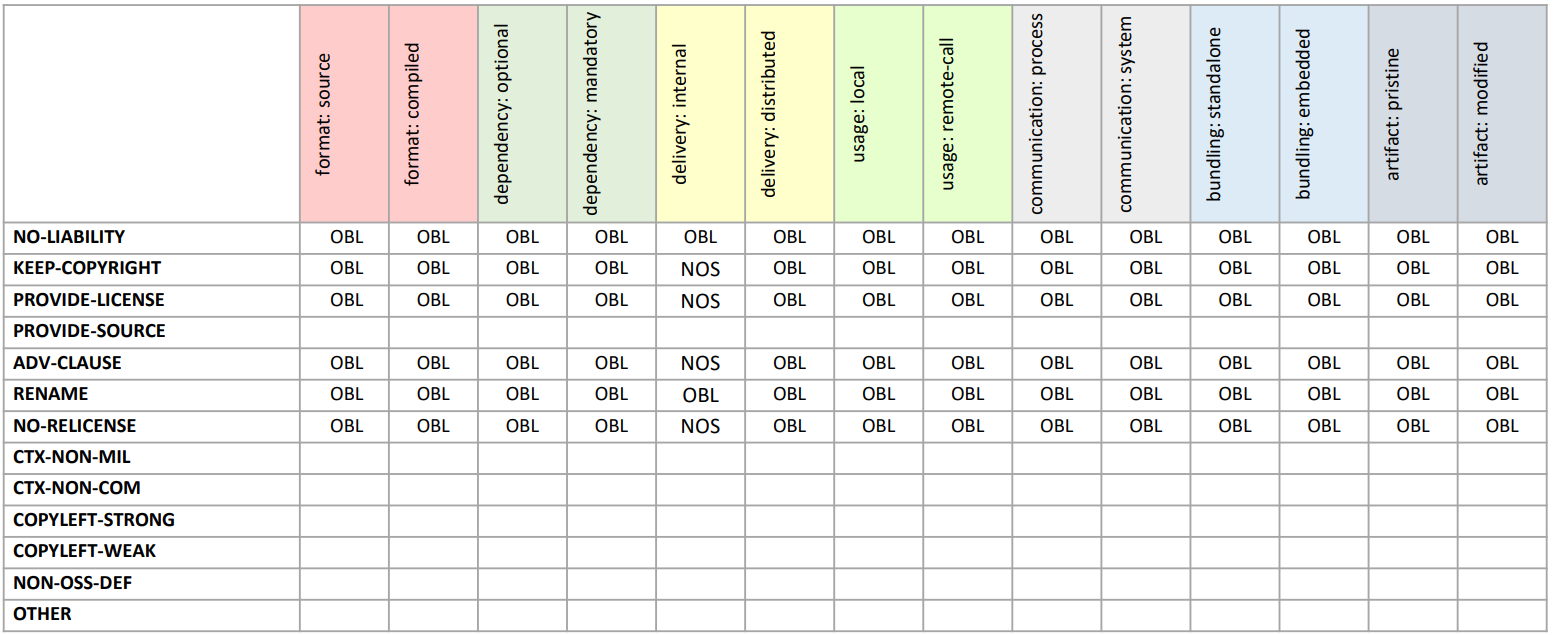 format: source
format: compiled
dependency: optional
dependency: mandatory
delivery: internal
delivery: distributed
usage: local
usage: remote-call
communication: process
communication: system
bundling: standalone
bundling: embedded
artifact: pristine
artifact: modified
NO-LIABILITY OBL OBL OBL OBL OBL OBL OBL OBL OBL OBL OBL OBL OBL OBL
KEEP-COPYRIGHT OBL OBL OBL OBL NOS OBL OBL OBL OBL OBL OBL OBL OBL OBL
PROVIDE-LICENSE OBL OBL OBL OBL NOS OBL OBL OBL OBL OBL OBL OBL OBL OBL
PROVIDE-SOURCE
ADV-CLAUSE OBL OBL OBL OBL NOS OBL OBL OBL OBL OBL OBL OBL OBL OBL
RENAME OBL OBL OBL OBL OBL OBL OBL OBL OBL OBL OBL OBL OBL OBL
NO-RELICENSE OBL OBL OBL OBL NOS OBL OBL OBL OBL OBL OBL OBL OBL OBL
CTX-NON-MIL
CTX-NON-COM
COPYLEFT-STRONG
COPYLEFT-WEAK
NON-OSS-DEF
OTHER